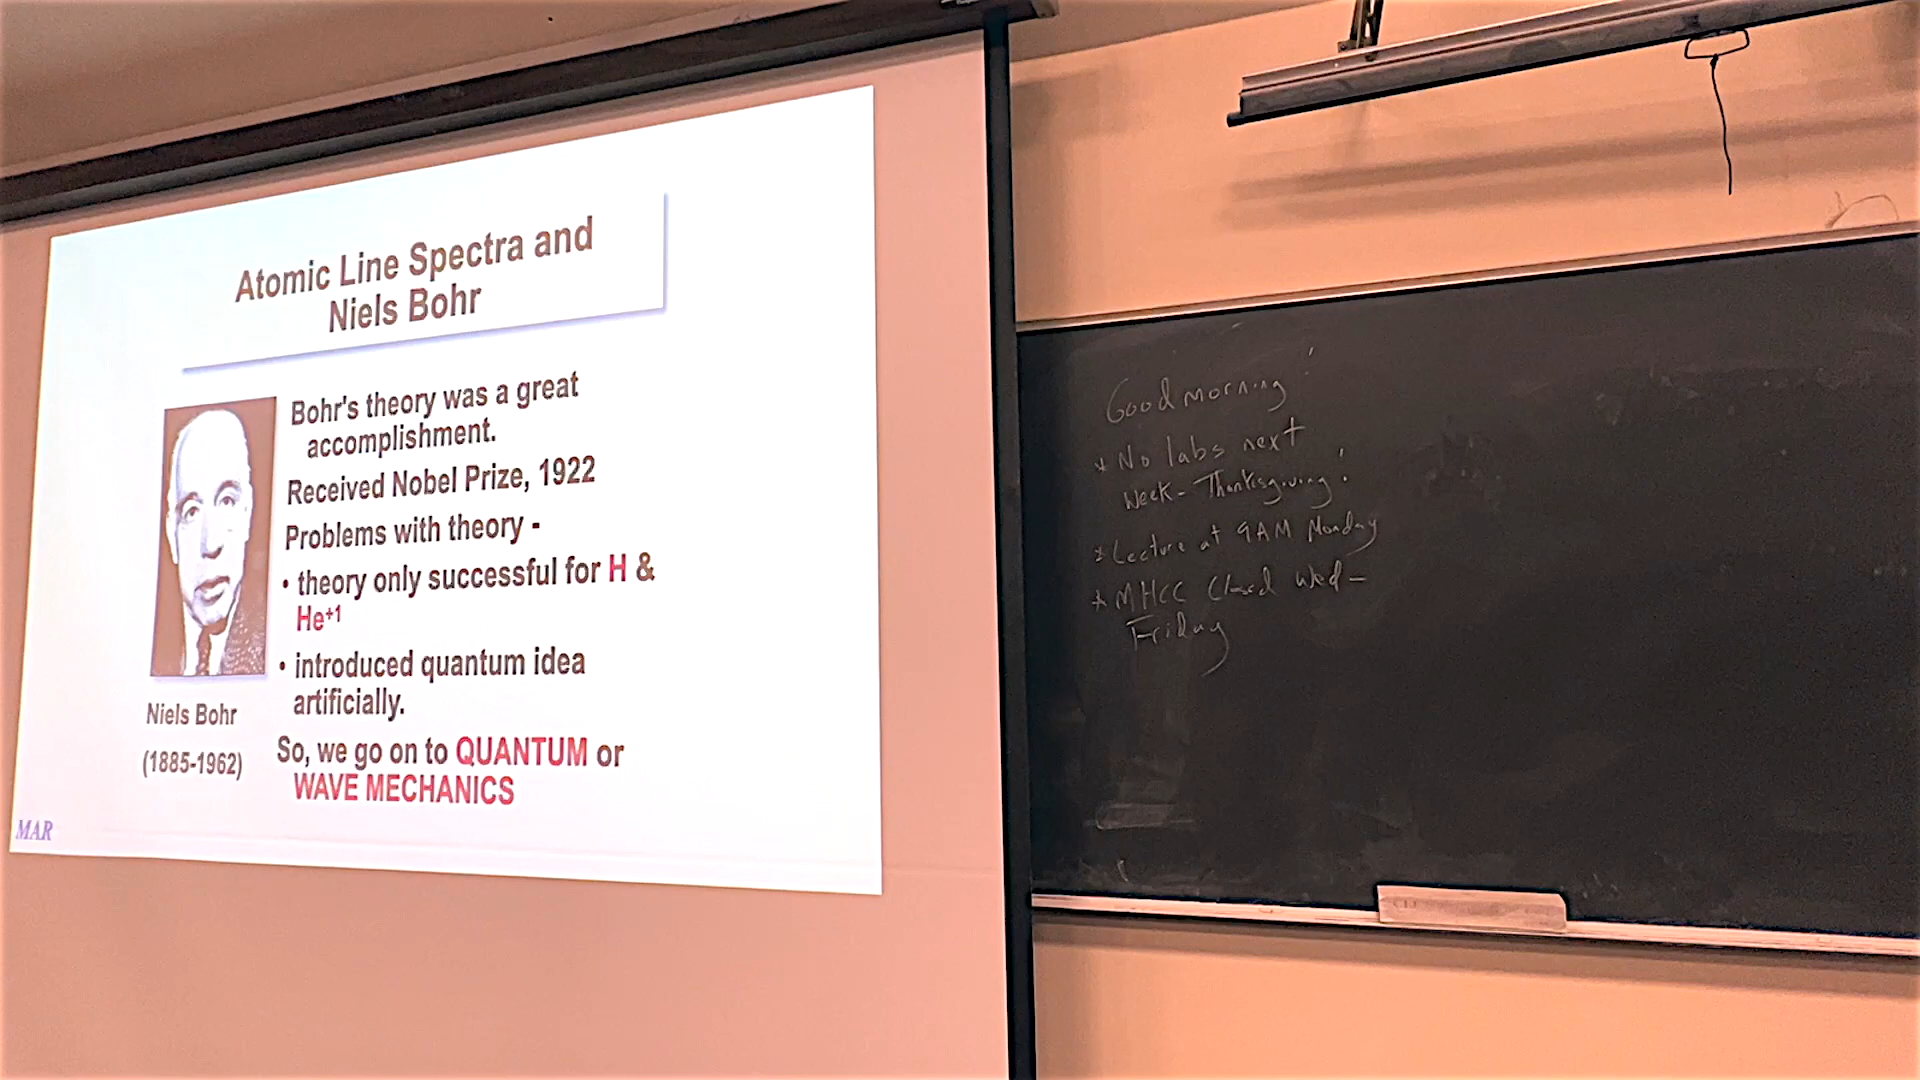 Atomic Line Spectra and
Niels Bohr
Bohr's theory was a great
accomplishment.
Received Nobel Prize, 1922
Problems with theory -
• theory only successful for H &
He+1
• introduced quantum idea
artificially.
So, we go on to QUANTUM or
WAVE MECHANICS
Niels Bohr
(1885-1962)
MAR
Good morning!
* No labs next
week - Thanksgiving!
* Lecture at 9AM Monday
* MHCC Closed Wed -
Friday